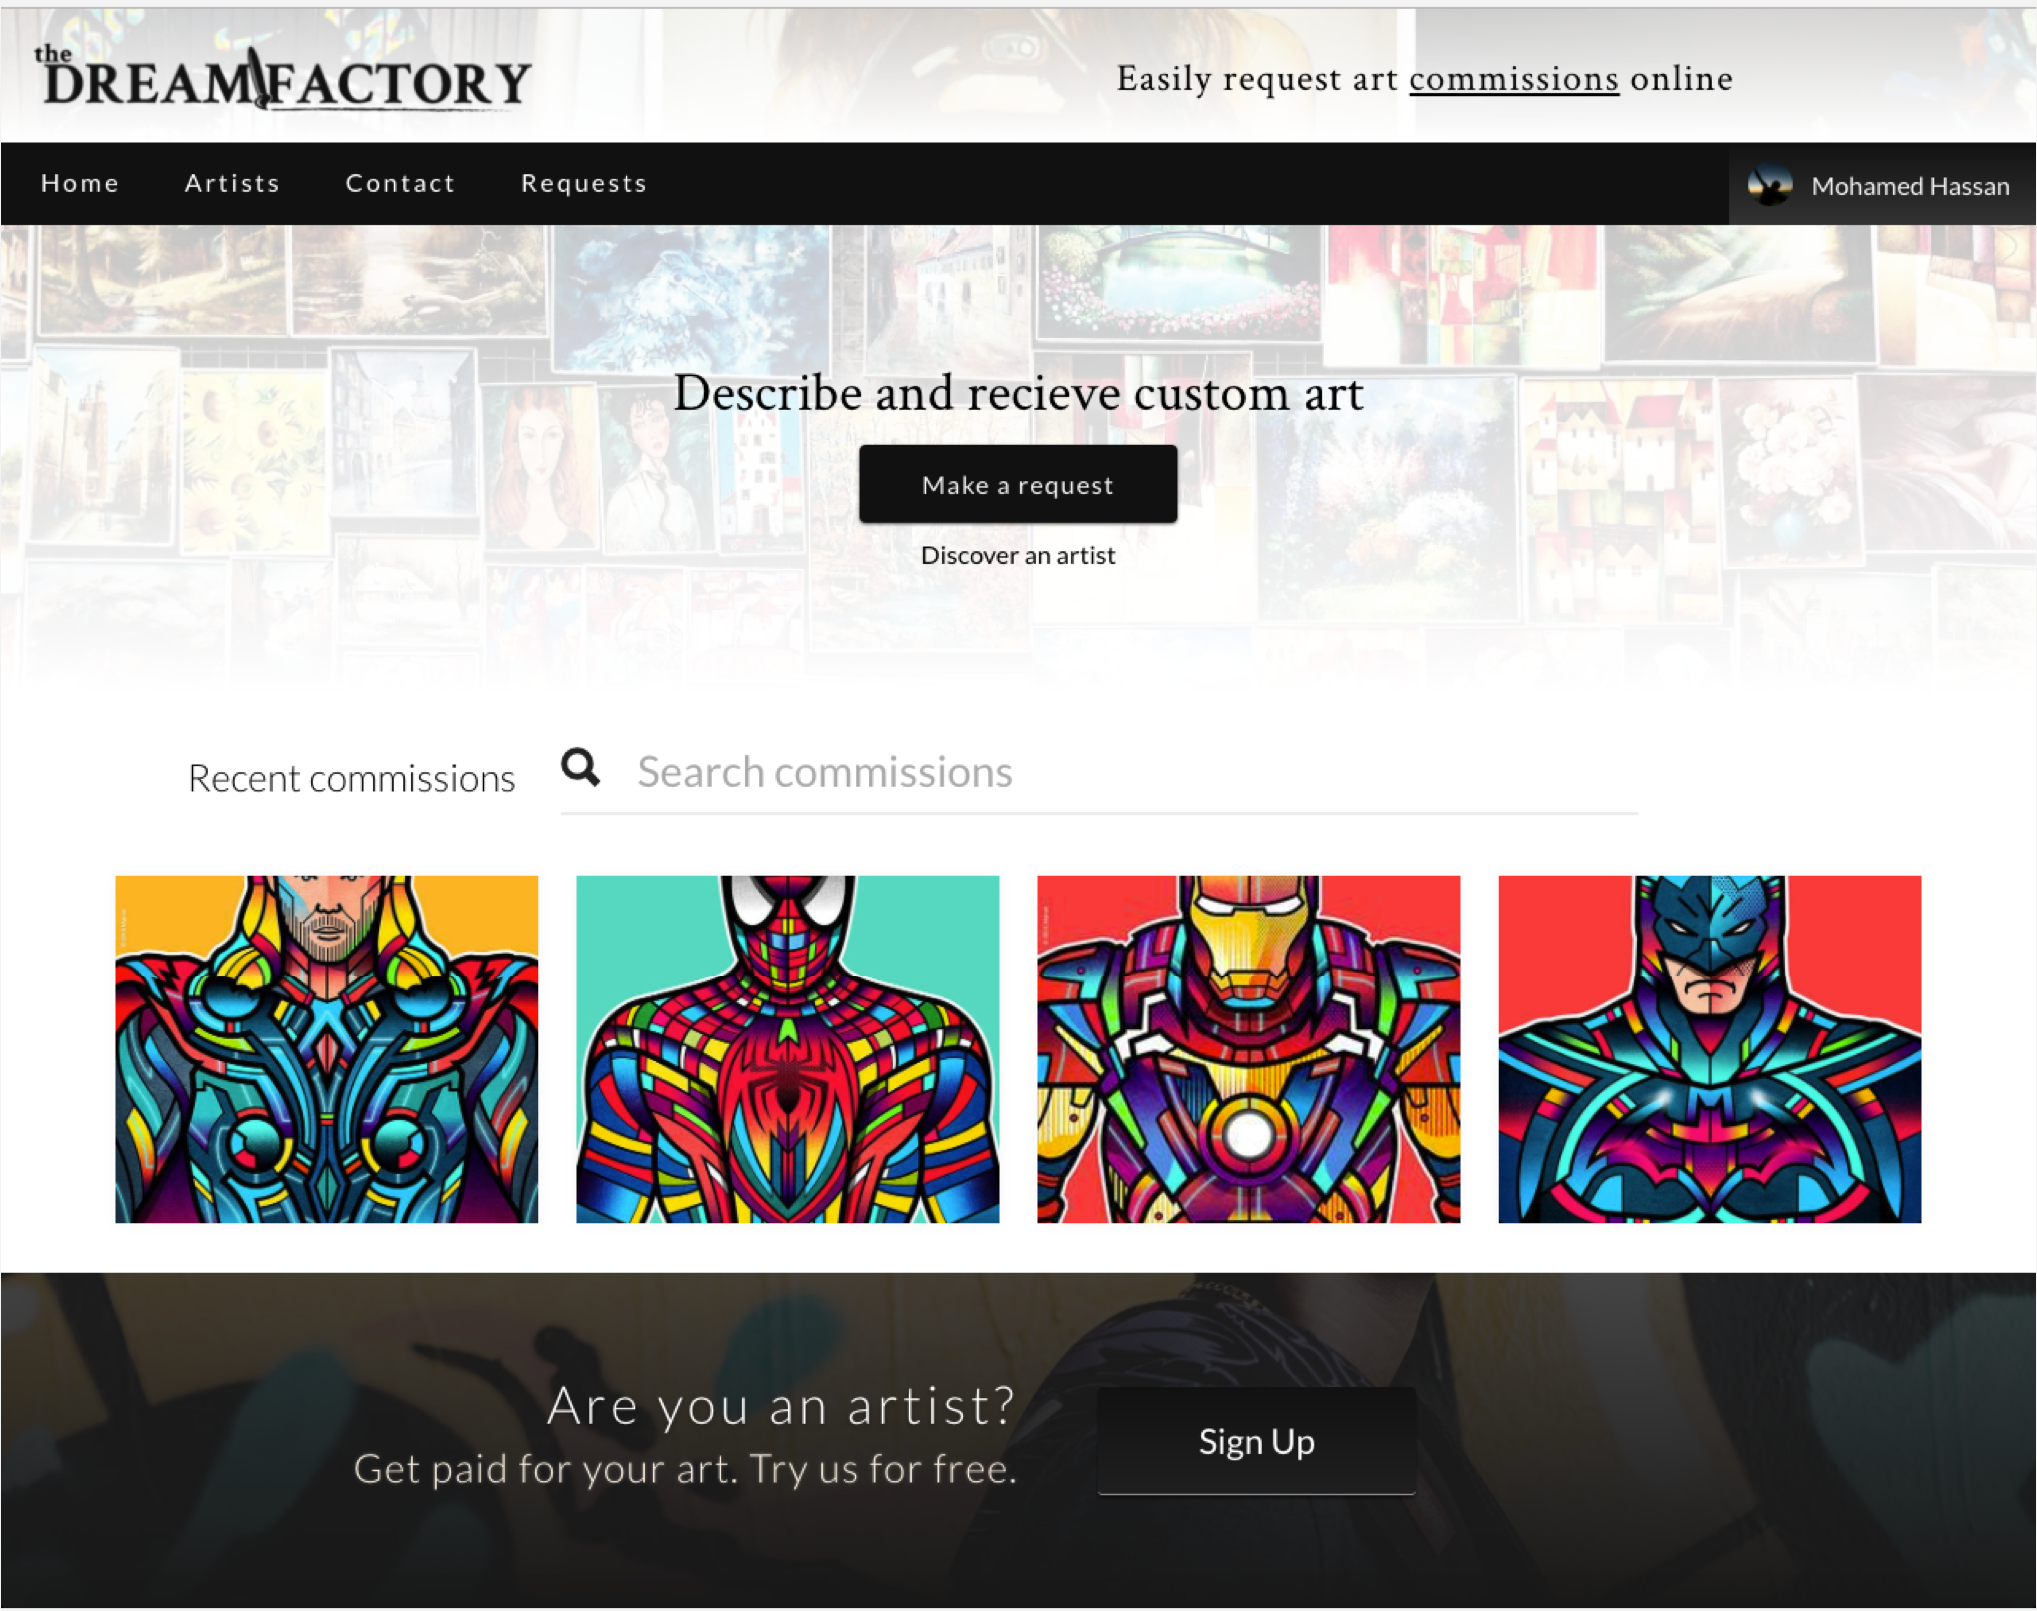 the
DREAM FACTORY
Easily request art commissions online
Home
Artists
Contact
Requests
Mohamed Hassan
Describe and recieve custom art
Make a request
Discover an artist
Recent commissions
Search commissions
Are you an artist?
Get paid for your art. Try us for free.
Sign Up